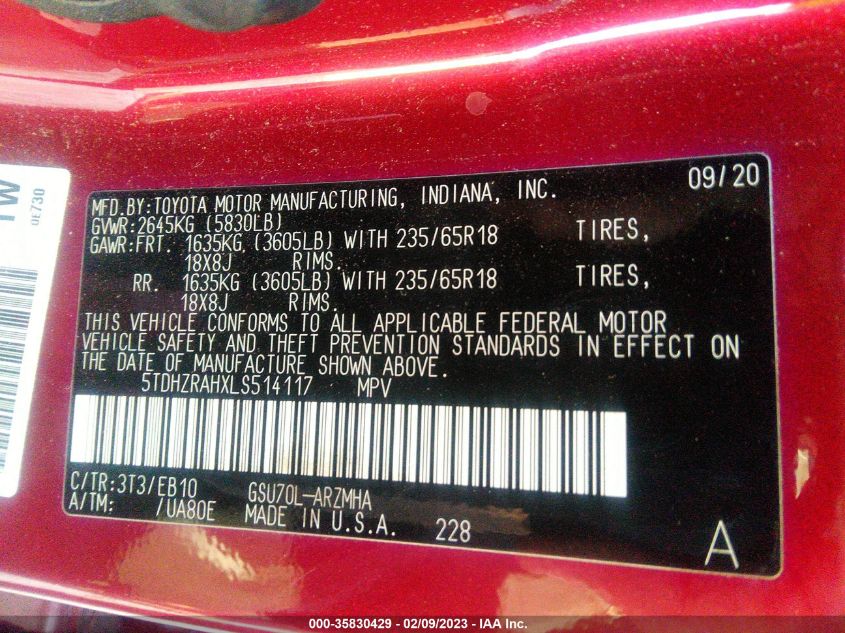 MFD.BY:TOYOTA MOTOR MANUFACTURING, INDIANA, INC. 09/20
GVWR:2645KG (5830LB)
GAWR:FRT. 1635KG (3605LB) WITH 235/65R18 TIRES,
18X8J RIMS.
RR. 1635KG (3605LB) WITH 235/65R18 TIRES,
18X8J RIMS.
THIS VEHICLE CONFORMS TO ALL APPLICABLE FEDERAL MOTOR
VEHICLE SAFETY AND THEFT PREVENTION STANDARDS IN EFFECT ON
THE DATE OF MANUFACTURE SHOWN ABOVE.
5TDHZRAHXLS514117 MPV
C/TR:3T3/EB10 GSU70L-ARZMHA
A/TM: /UA80E MADE IN U.S.A. 228 A
0E730
000-35830429 - 02/09/2023 - IAA Inc.